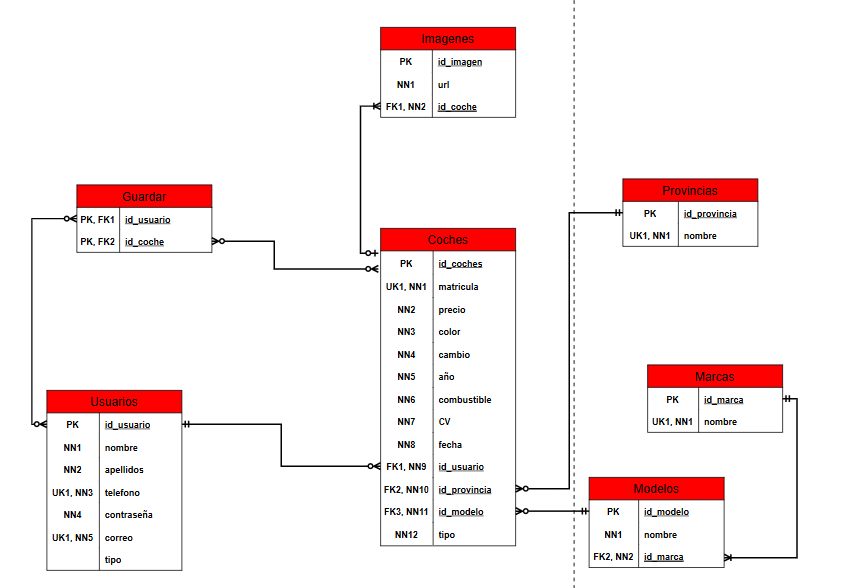 Imagenes
PK id_imagen
NN1 url
FK1, NN2 id_coche
Guardar
PK, FK1 id_usuario
PK, FK2 id_coche
Provincias
PK id_provincia
UK1, NN1 nombre
Coches
PK id_coches
UK1, NN1 matricula
NN2 precio
NN3 color
NN4 cambio
NN5 año
NN6 combustible
NN7 CV
NN8 fecha
FK1, NN9 id_usuario
FK2, NN10 id_provincia
FK3, NN11 id_modelo
NN12 tipo
Marcas
PK id_marca
UK1, NN1 nombre
Usuarios
PK id_usuario
NN1 nombre
NN2 apellidos
UK1, NN3 telefono
NN4 contraseña
UK1, NN5 correo
tipo
Modelos
PK id_modelo
NN1 nombre
FK2, NN2 id_marca